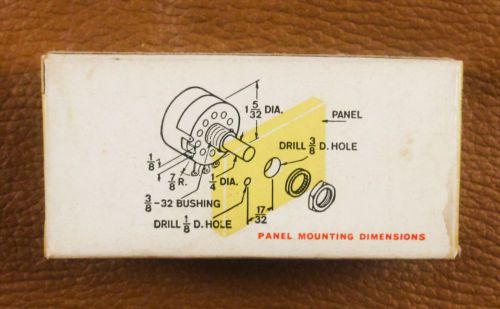 1 5/32 DIA.
PANEL
DRILL 3/8 D. HOLE
1/8
7/8 R.
1/4 DIA.
3/8 -32 BUSHING
17/32
DRILL 1/8 D. HOLE
PANEL MOUNTING DIMENSIONS